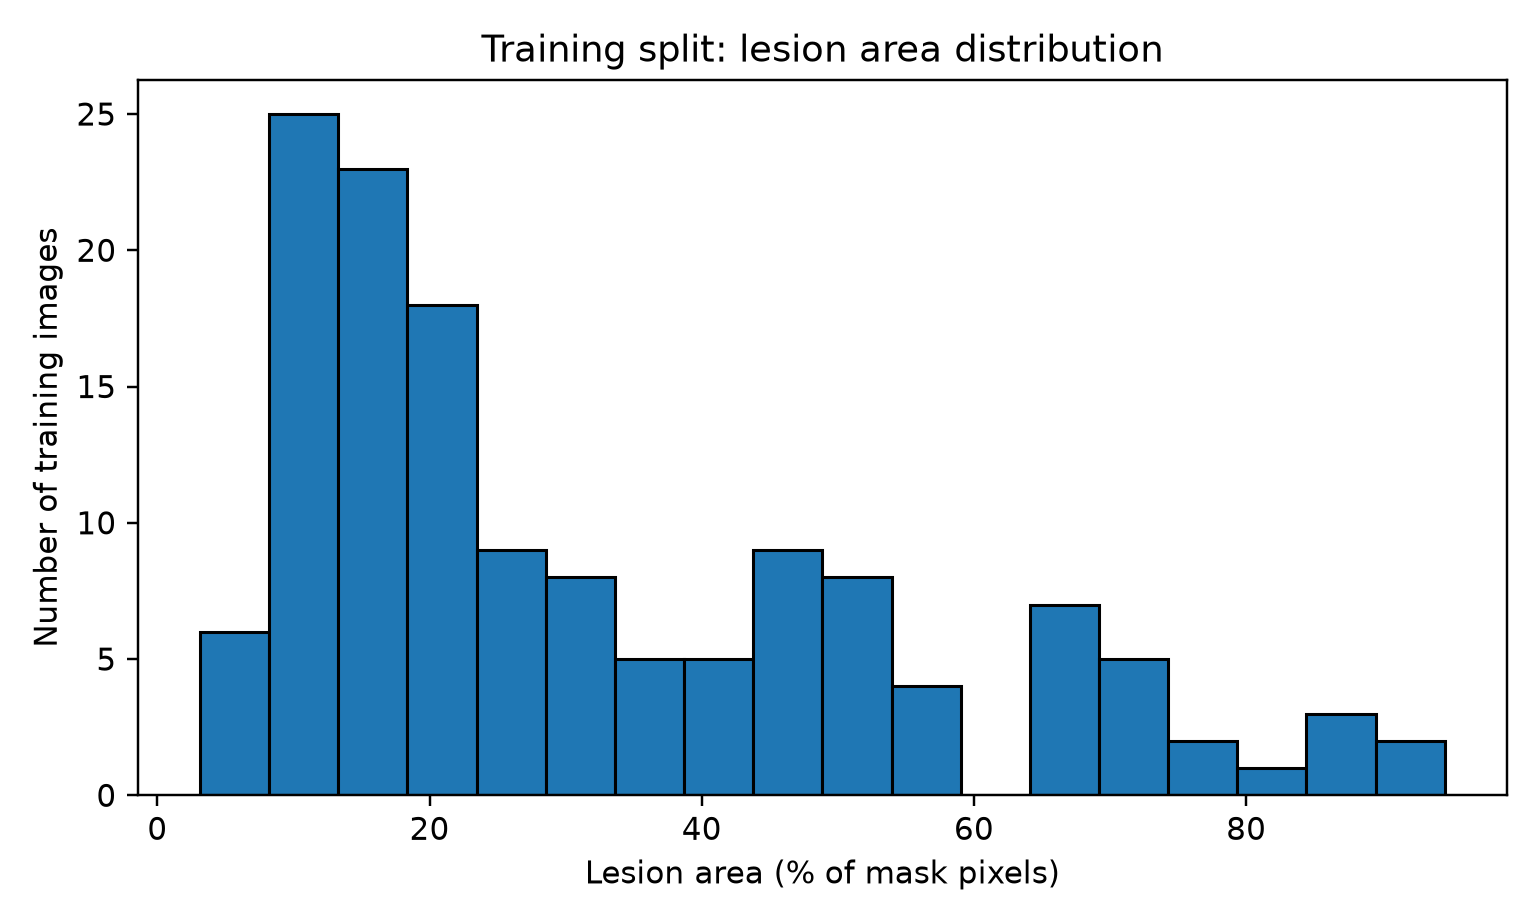 Training split: lesion area distribution
Number of training images
25
20
15
10
5
0
0 20 40 60 80
Lesion area (% of mask pixels)